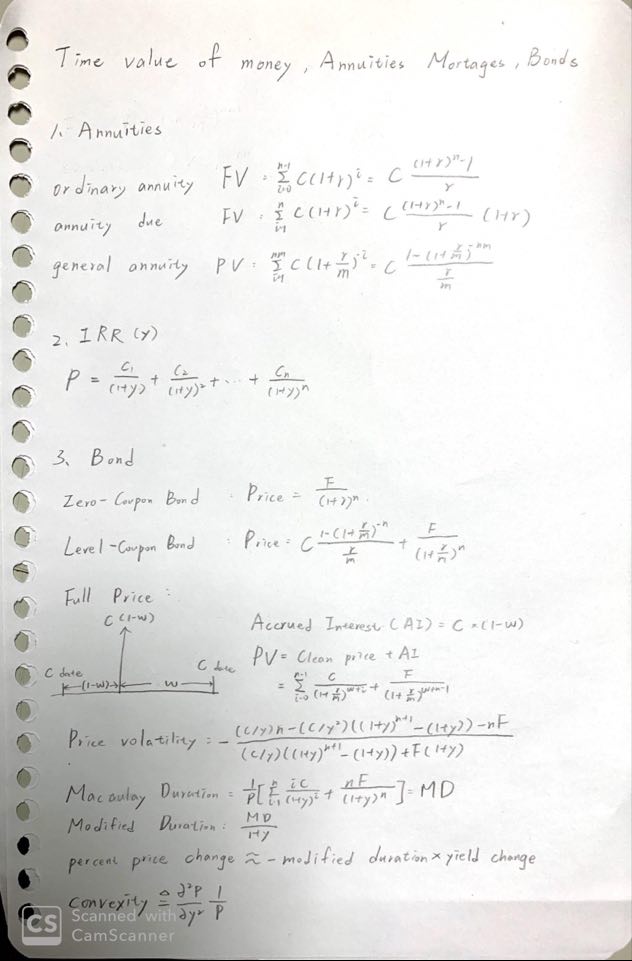 Time value of money, Annuities Mortages, Bonds
1. Annuities
ordinary annuity FV = \sum_{i=0}^{n-1} C(1+r)^i = C \frac{(1+r)^n-1}{r}
annuity due FV = \sum_{i=1}^{n} C(1+r)^i = C \frac{(1+r)^n-1}{r} (1+r)
general annuity PV = \sum_{i=1}^{nm} C(1+\frac{r}{m})^{-i} = C \frac{1-(1+\frac{r}{m})^{-nm}}{\frac{r}{m}}
2. IRR (y)
P = \frac{C_1}{(1+y)} + \frac{C_2}{(1+y)^2} + ... + \frac{C_n}{(1+y)^n}
3. Bond
Zero-Coupon Bond : Price = \frac{F}{(1+r)^n}.
Level-Coupon Bond : Price = C \frac{1-(1+\frac{r}{m})^{-n}}{\frac{r}{m}} + \frac{F}{(1+\frac{r}{m})^n}
Full Price :
C(1-w)
C date C date
(1-w) w
Accrued Interest (AI) = C × (1-w)
PV = Clean price + AI
= \sum_{i=0}^{n-1} \frac{C}{(1+\frac{r}{m})^{w+i}} + \frac{F}{(1+\frac{r}{m})^{w+n-1}}
Price volatility = - \frac{(C/y)n-(C/y^2)((1+y)^{n+1}-(1+y))-nF}{(C/y)((1+y)^{n+1}-(1+y))+F(1+y)}
Macaulay Duration = \frac{1}{P}[\sum_{i=1}^{n} \frac{iC}{(1+y)^i} + \frac{nF}{(1+y)^n}] = MD
Modified Duration : \frac{MD}{1+y}
percent price change ≈ - modified duration × yield change
convexity ≜ \frac{∂^2P}{∂y^2} \frac{1}{P}
CS Scanned with
CamScanner